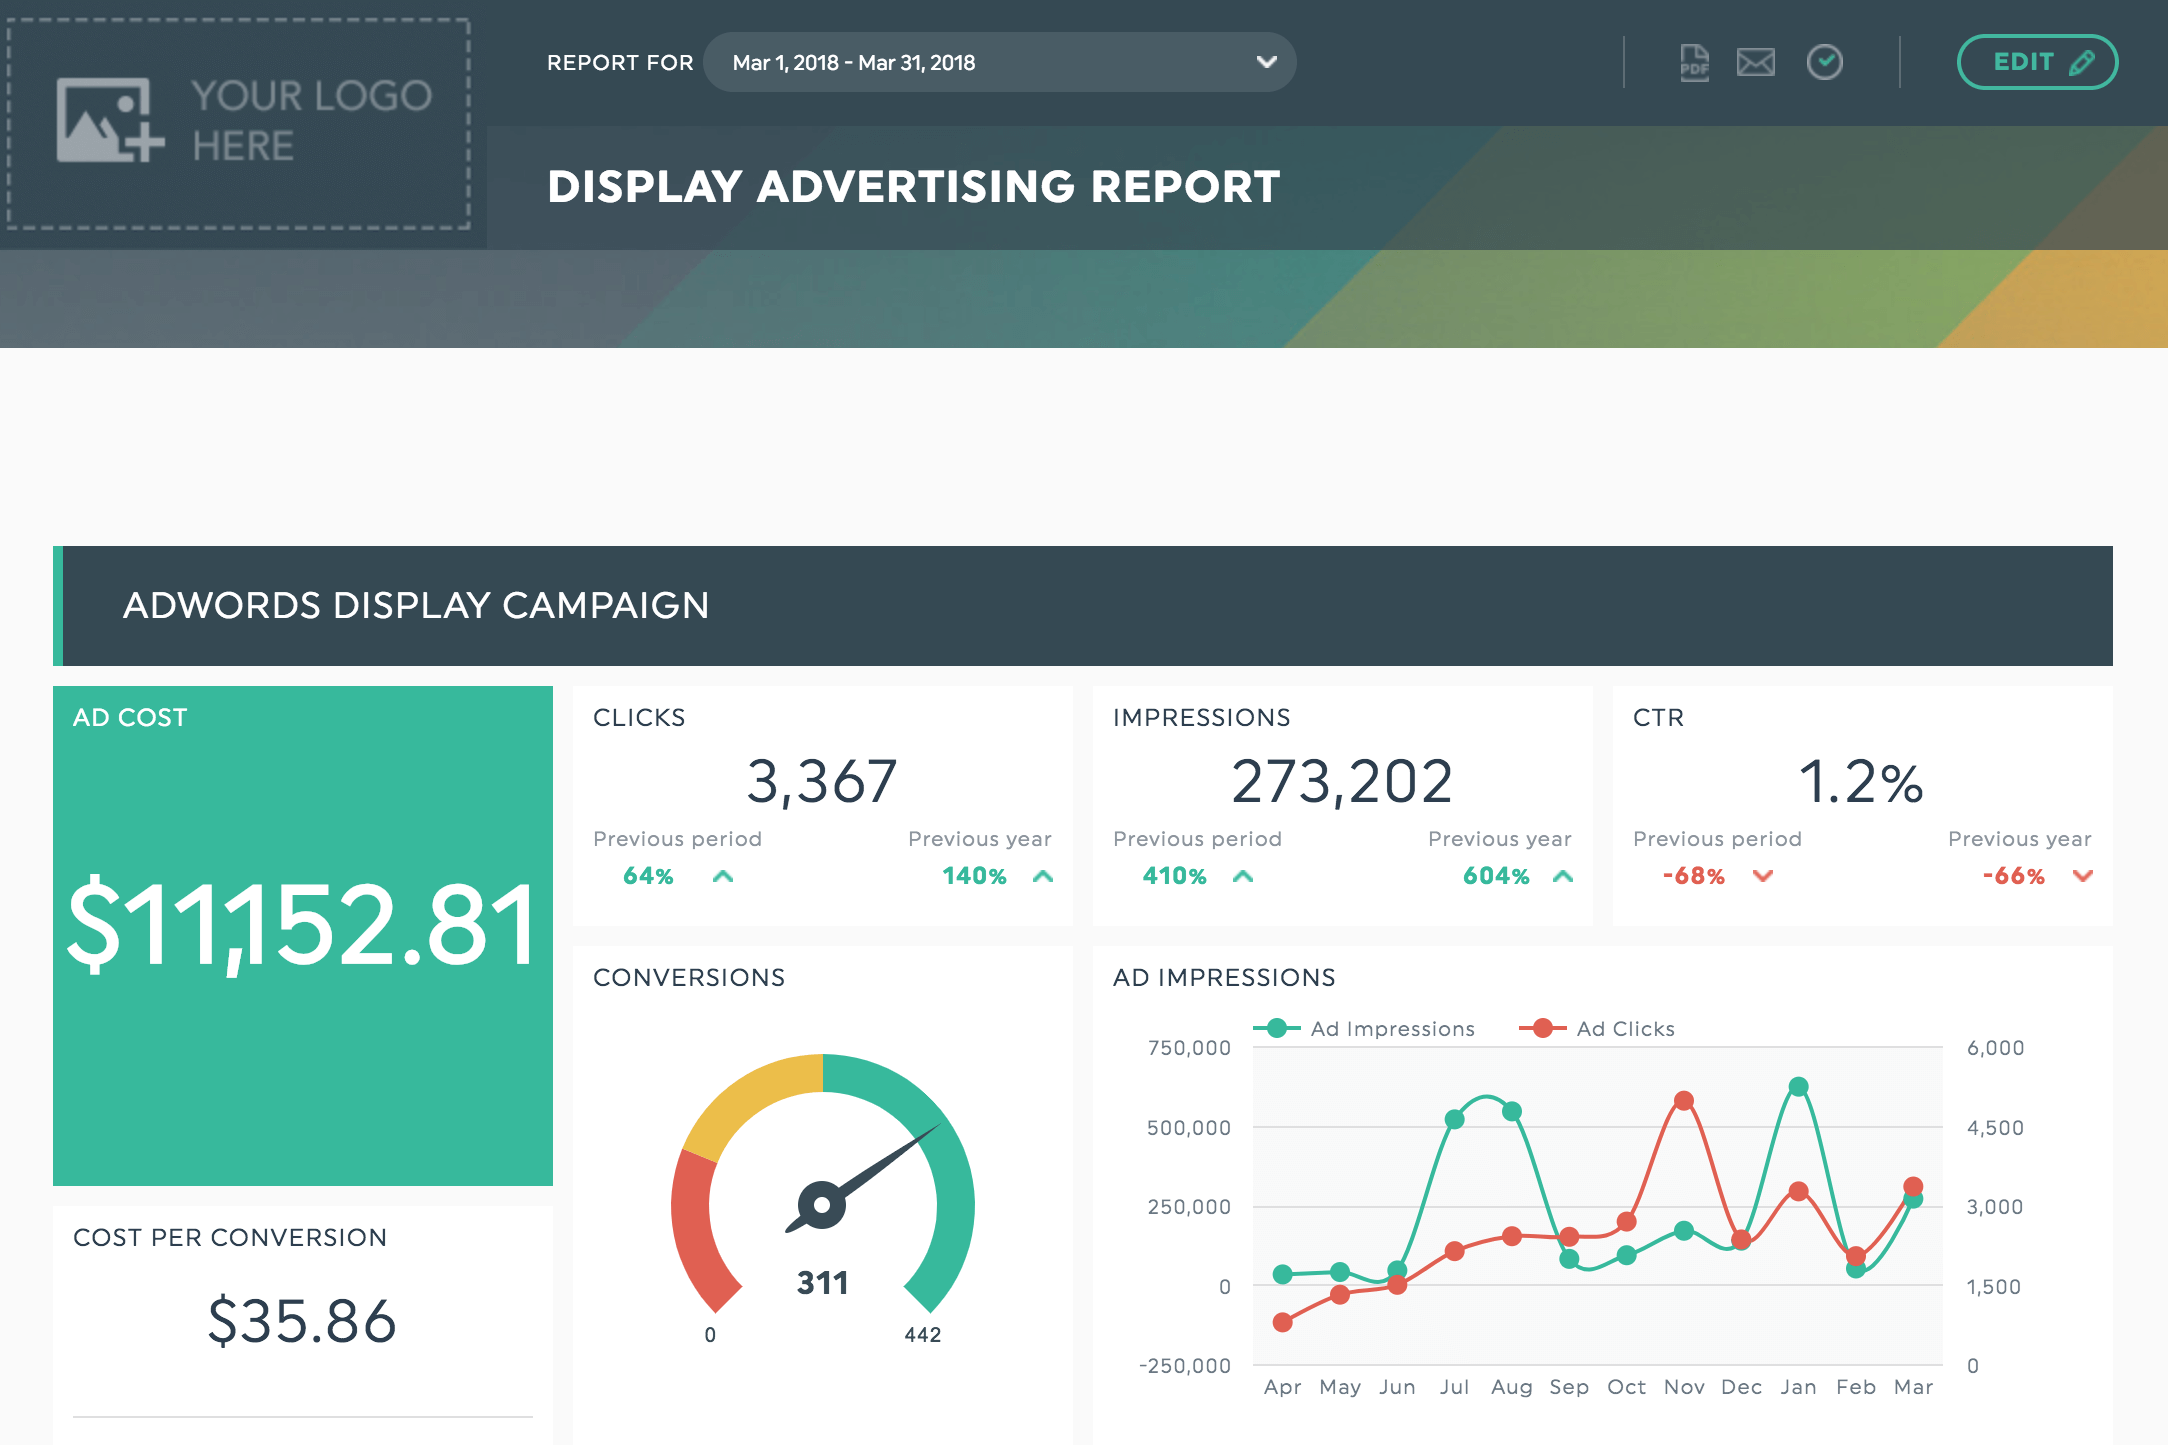 YOUR LOGO
HERE
REPORT FOR Mar 1, 2018 - Mar 31, 2018
PDF
EDIT
DISPLAY ADVERTISING REPORT
ADWORDS DISPLAY CAMPAIGN
AD COST
$11,152.81
CLICKS
3,367
Previous period Previous year
64% 140%
IMPRESSIONS
273,202
Previous period Previous year
410% 604%
CTR
1.2%
Previous period Previous year
-68% -66%
COST PER CONVERSION
$35.86
CONVERSIONS
311
0 442
AD IMPRESSIONS
Ad Impressions Ad Clicks
750,000 6,000
500,000 4,500
250,000 3,000
0 1,500
-250,000 0
Apr May Jun Jul Aug Sep Oct Nov Dec Jan Feb Mar